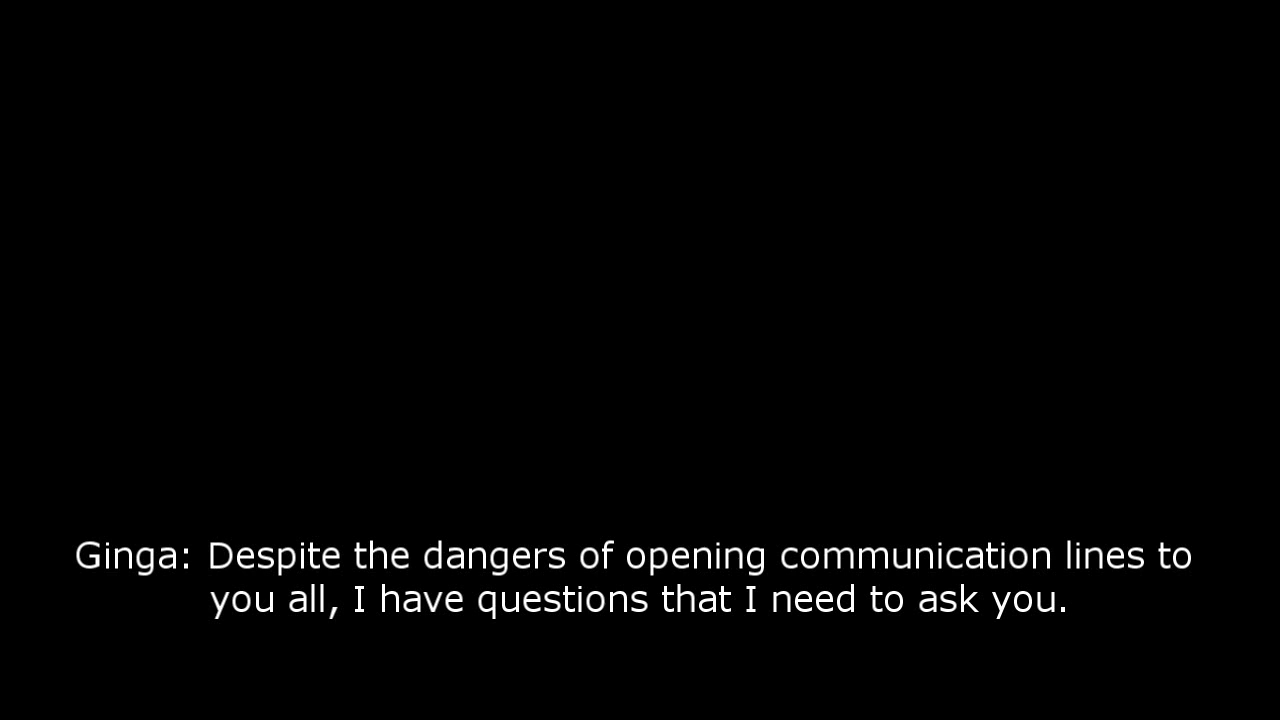 Ginga: Despite the dangers of opening communication lines to
you all, I have questions that I need to ask you.